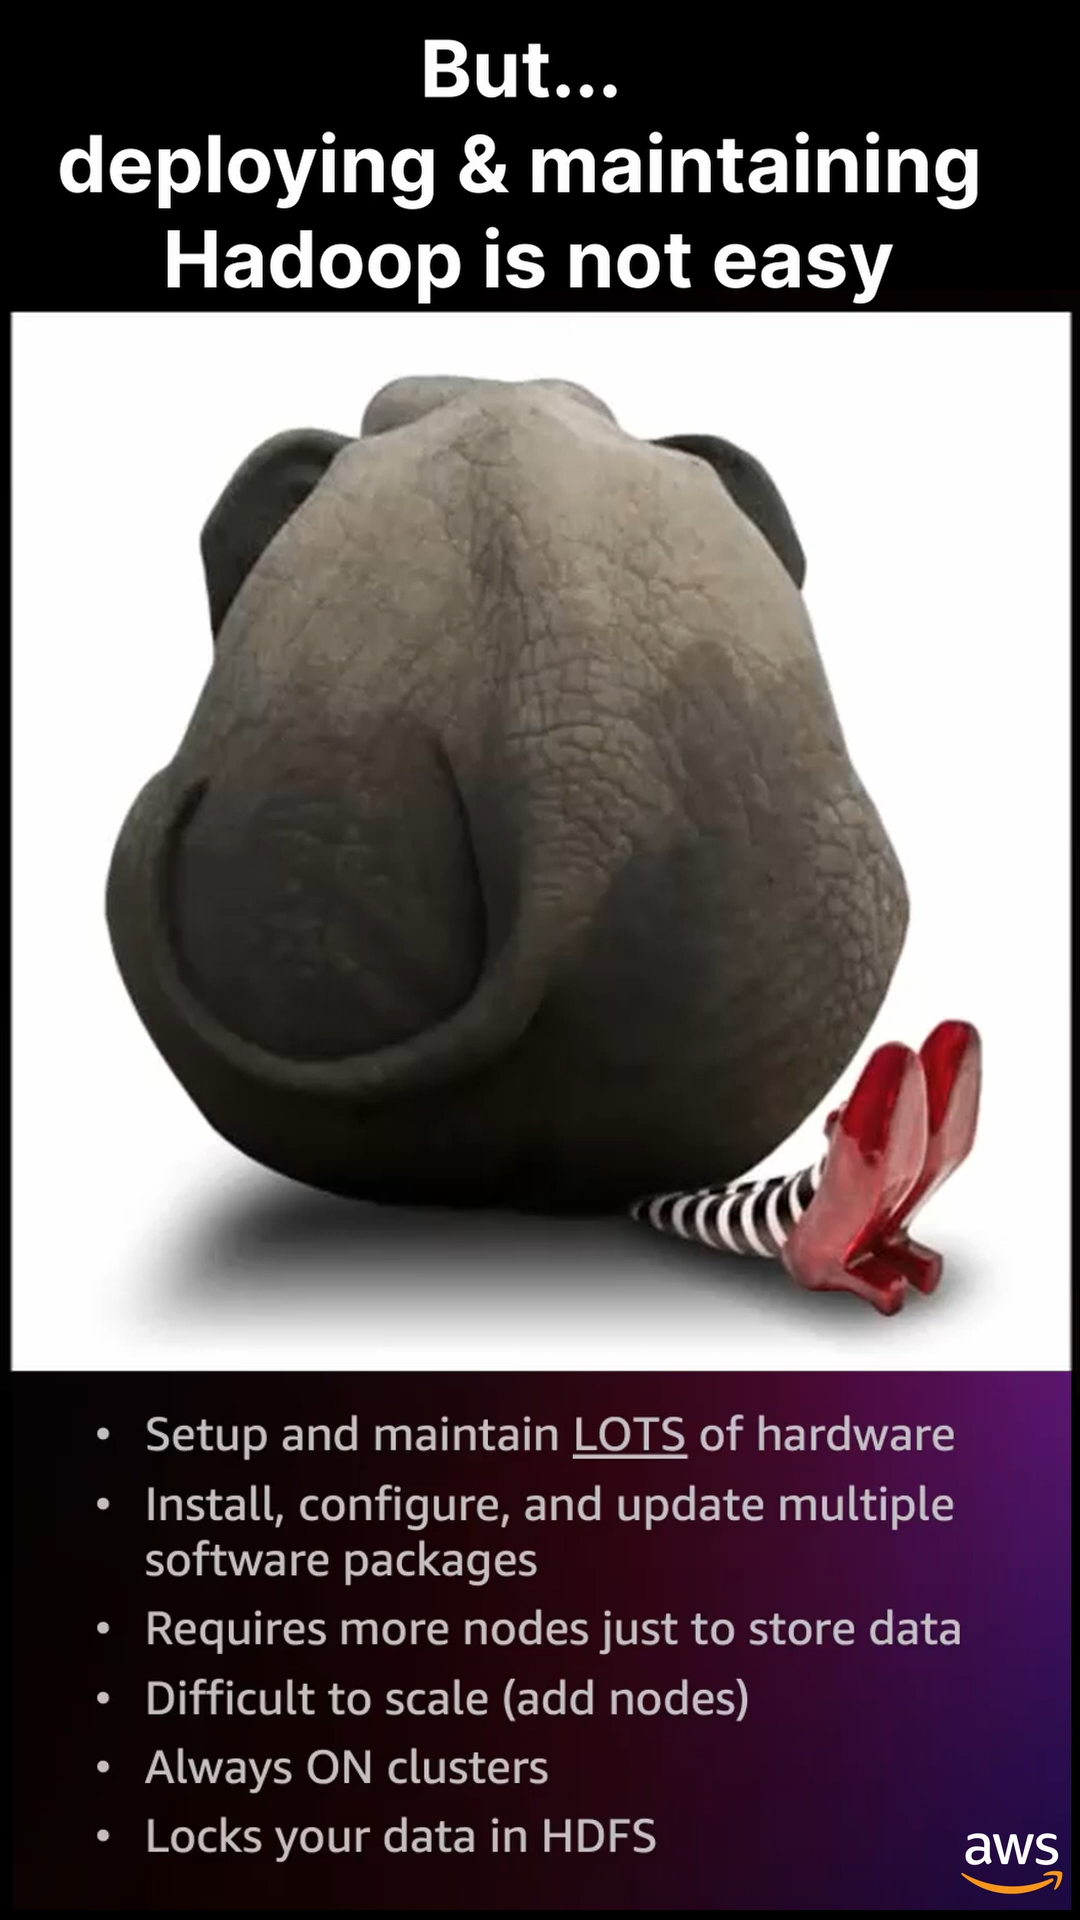 But...
deploying & maintaining
Hadoop is not easy
• Setup and maintain LOTS of hardware
• Install, configure, and update multiple
software packages
• Requires more nodes just to store data
• Difficult to scale (add nodes)
• Always ON clusters
• Locks your data in HDFS
aws